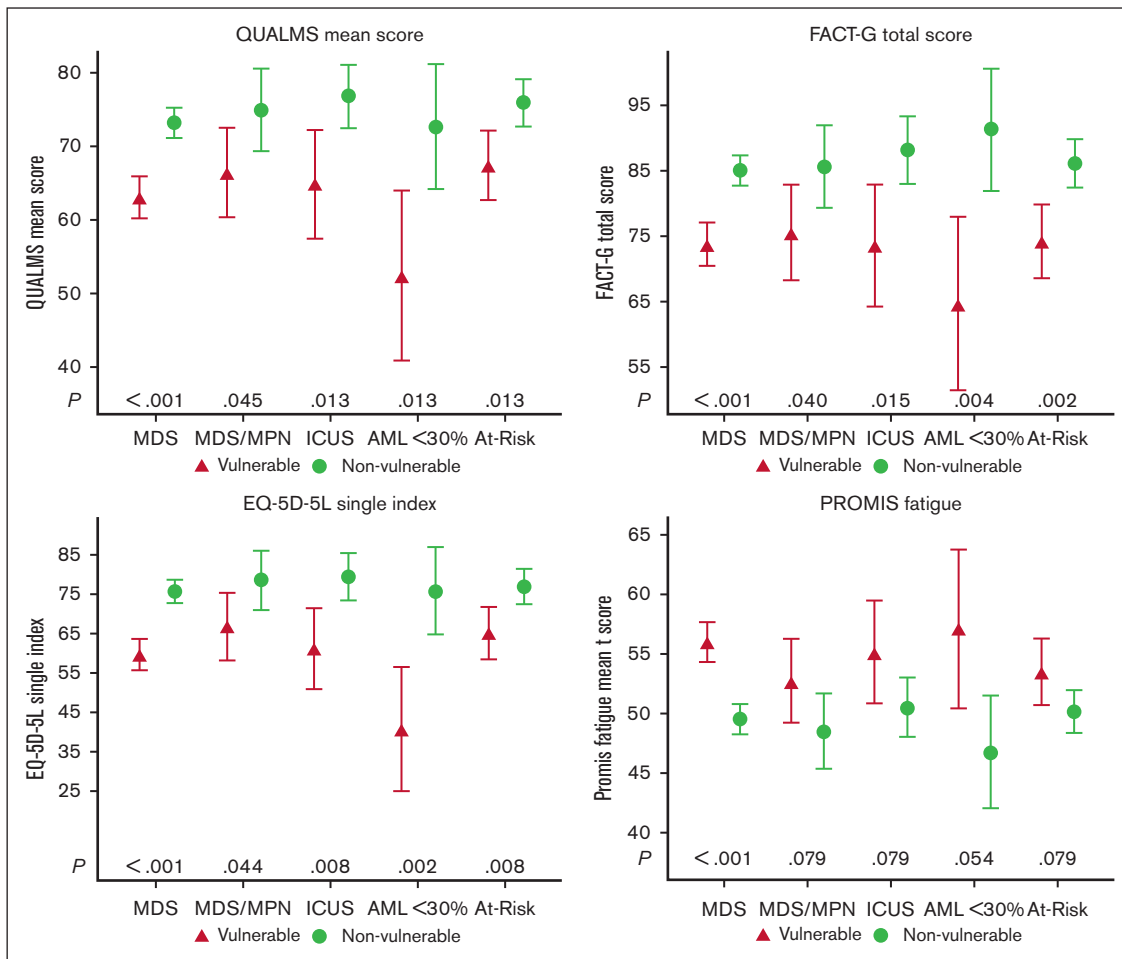 QUALMS mean score
QUALMS mean score
80
70
60
50
40
P <.001 .045 .013 .013 .013
MDS MDS/MPN ICUS AML <30% At-Risk
Vulnerable Non-vulnerable
FACT-G total score
FACT-G total score
95
85
75
65
55
P <.001 .040 .015 .004 .002
MDS MDS/MPN ICUS AML <30% At-Risk
Vulnerable Non-vulnerable
EQ-5D-5L single index
EQ-5D-5L single index
85
75
65
55
45
35
25
P <.001 .044 .008 .002 .008
MDS MDS/MPN ICUS AML <30% At-Risk
Vulnerable Non-vulnerable
PROMIS fatigue
Promis fatigue mean t score
65
60
55
50
45
40
P <.001 .079 .079 .054 .079
MDS MDS/MPN ICUS AML <30% At-Risk
Vulnerable Non-vulnerable